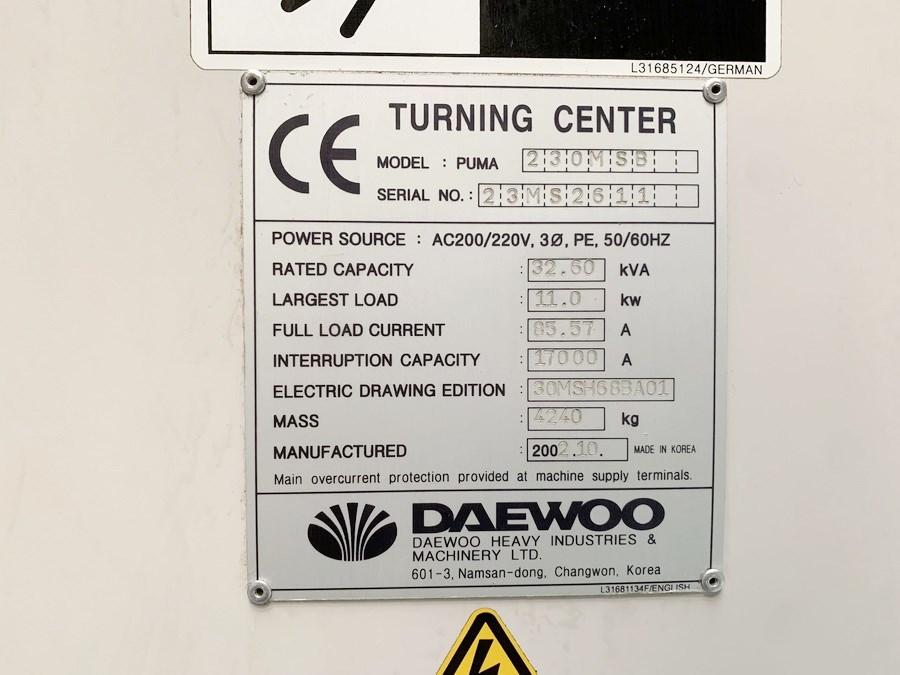 L31685124/GERMAN
CE TURNING CENTER
MODEL : PUMA 230MSB
SERIAL NO. : 23MS2611
POWER SOURCE : AC200/220V, 3Ø, PE, 50/60HZ
RATED CAPACITY : 32.60 kVA
LARGEST LOAD : 11.0 kw
FULL LOAD CURRENT : 85.57 A
INTERRUPTION CAPACITY : 17000 A
ELECTRIC DRAWING EDITION : 30MSH68BA01
MASS : 4240 kg
MANUFACTURED : 2002.10. MADE IN KOREA
Main overcurrent protection provided at machine supply terminals.
DAEWOO
DAEWOO HEAVY INDUSTRIES &
MACHINERY LTD.
601-3, Namsan-dong, Changwon, Korea
L31681134F/ENGLISH